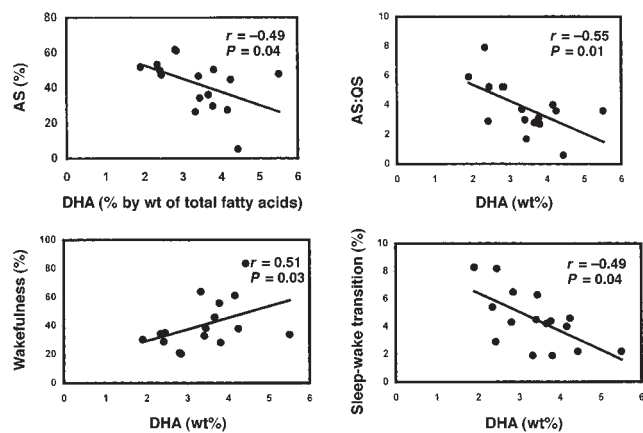 AS (%)
80
60
40
20
0
r = –0.49
P = 0.04
0 1 2 3 4 5 6
DHA (% by wt of total fatty acids)
AS:QS
10
8
6
4
2
0
r = –0.55
P = 0.01
0 1 2 3 4 5 6
DHA (wt%)
Wakefulness (%)
100
80
60
40
20
0
r = 0.51
P = 0.03
0 1 2 3 4 5 6
DHA (wt%)
Sleep-wake transition (%)
10
8
6
4
2
0
r = –0.49
P = 0.04
0 1 2 3 4 5 6
DHA (wt%)